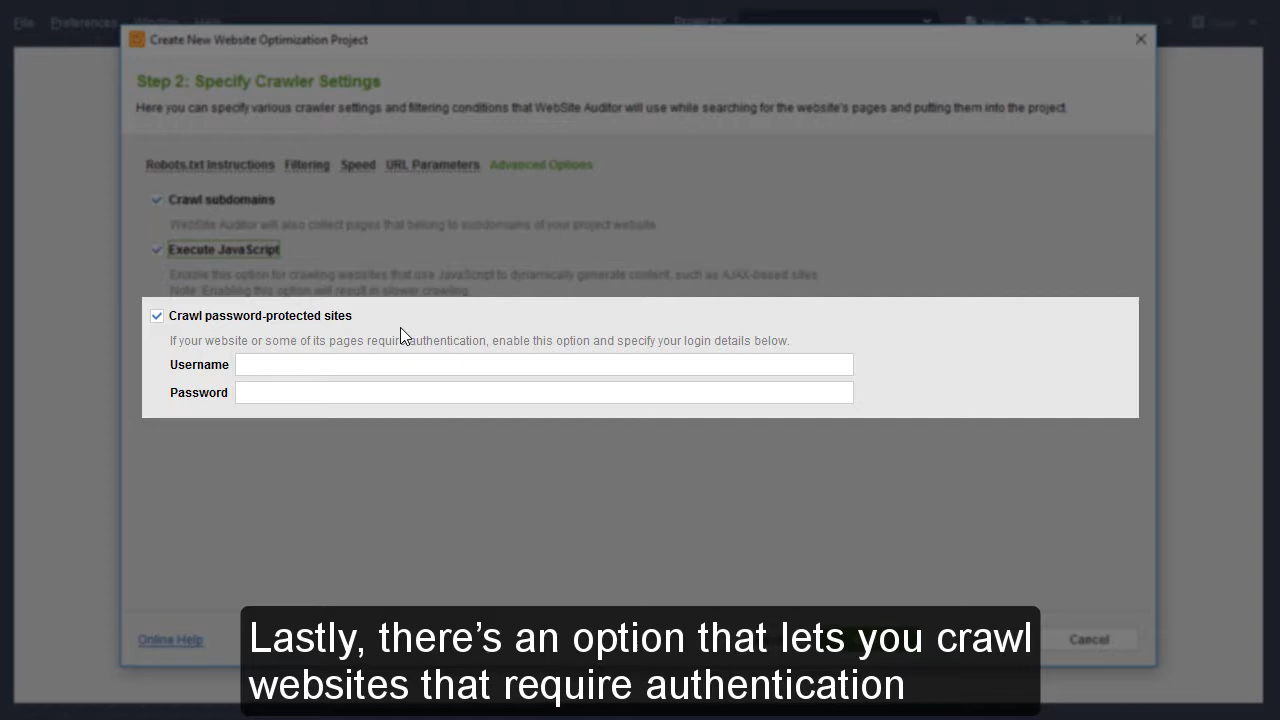 File Preferences Window Help
Create New Website Optimization Project
Step 2: Specify Crawler Settings
Here you can specify various crawler settings and filtering conditions that WebSite Auditor will use while searching for the website's pages and putting them into the project.
Robots.txt Instructions Filtering Speed URL Parameters Advanced Options
Crawl subdomains
WebSite Auditor will also collect pages that belong to subdomains of your project website
Execute JavaScript
Enable this option for crawling websites that use JavaScript to dynamically generate content, such as AJAX-based sites
Note: Enabling this option will result in slower crawling.
Crawl password-protected sites
If your website or some of its pages require authentication, enable this option and specify your login details below.
Username
Password
Online Help
Cancel
Lastly, there’s an option that lets you crawl
websites that require authentication